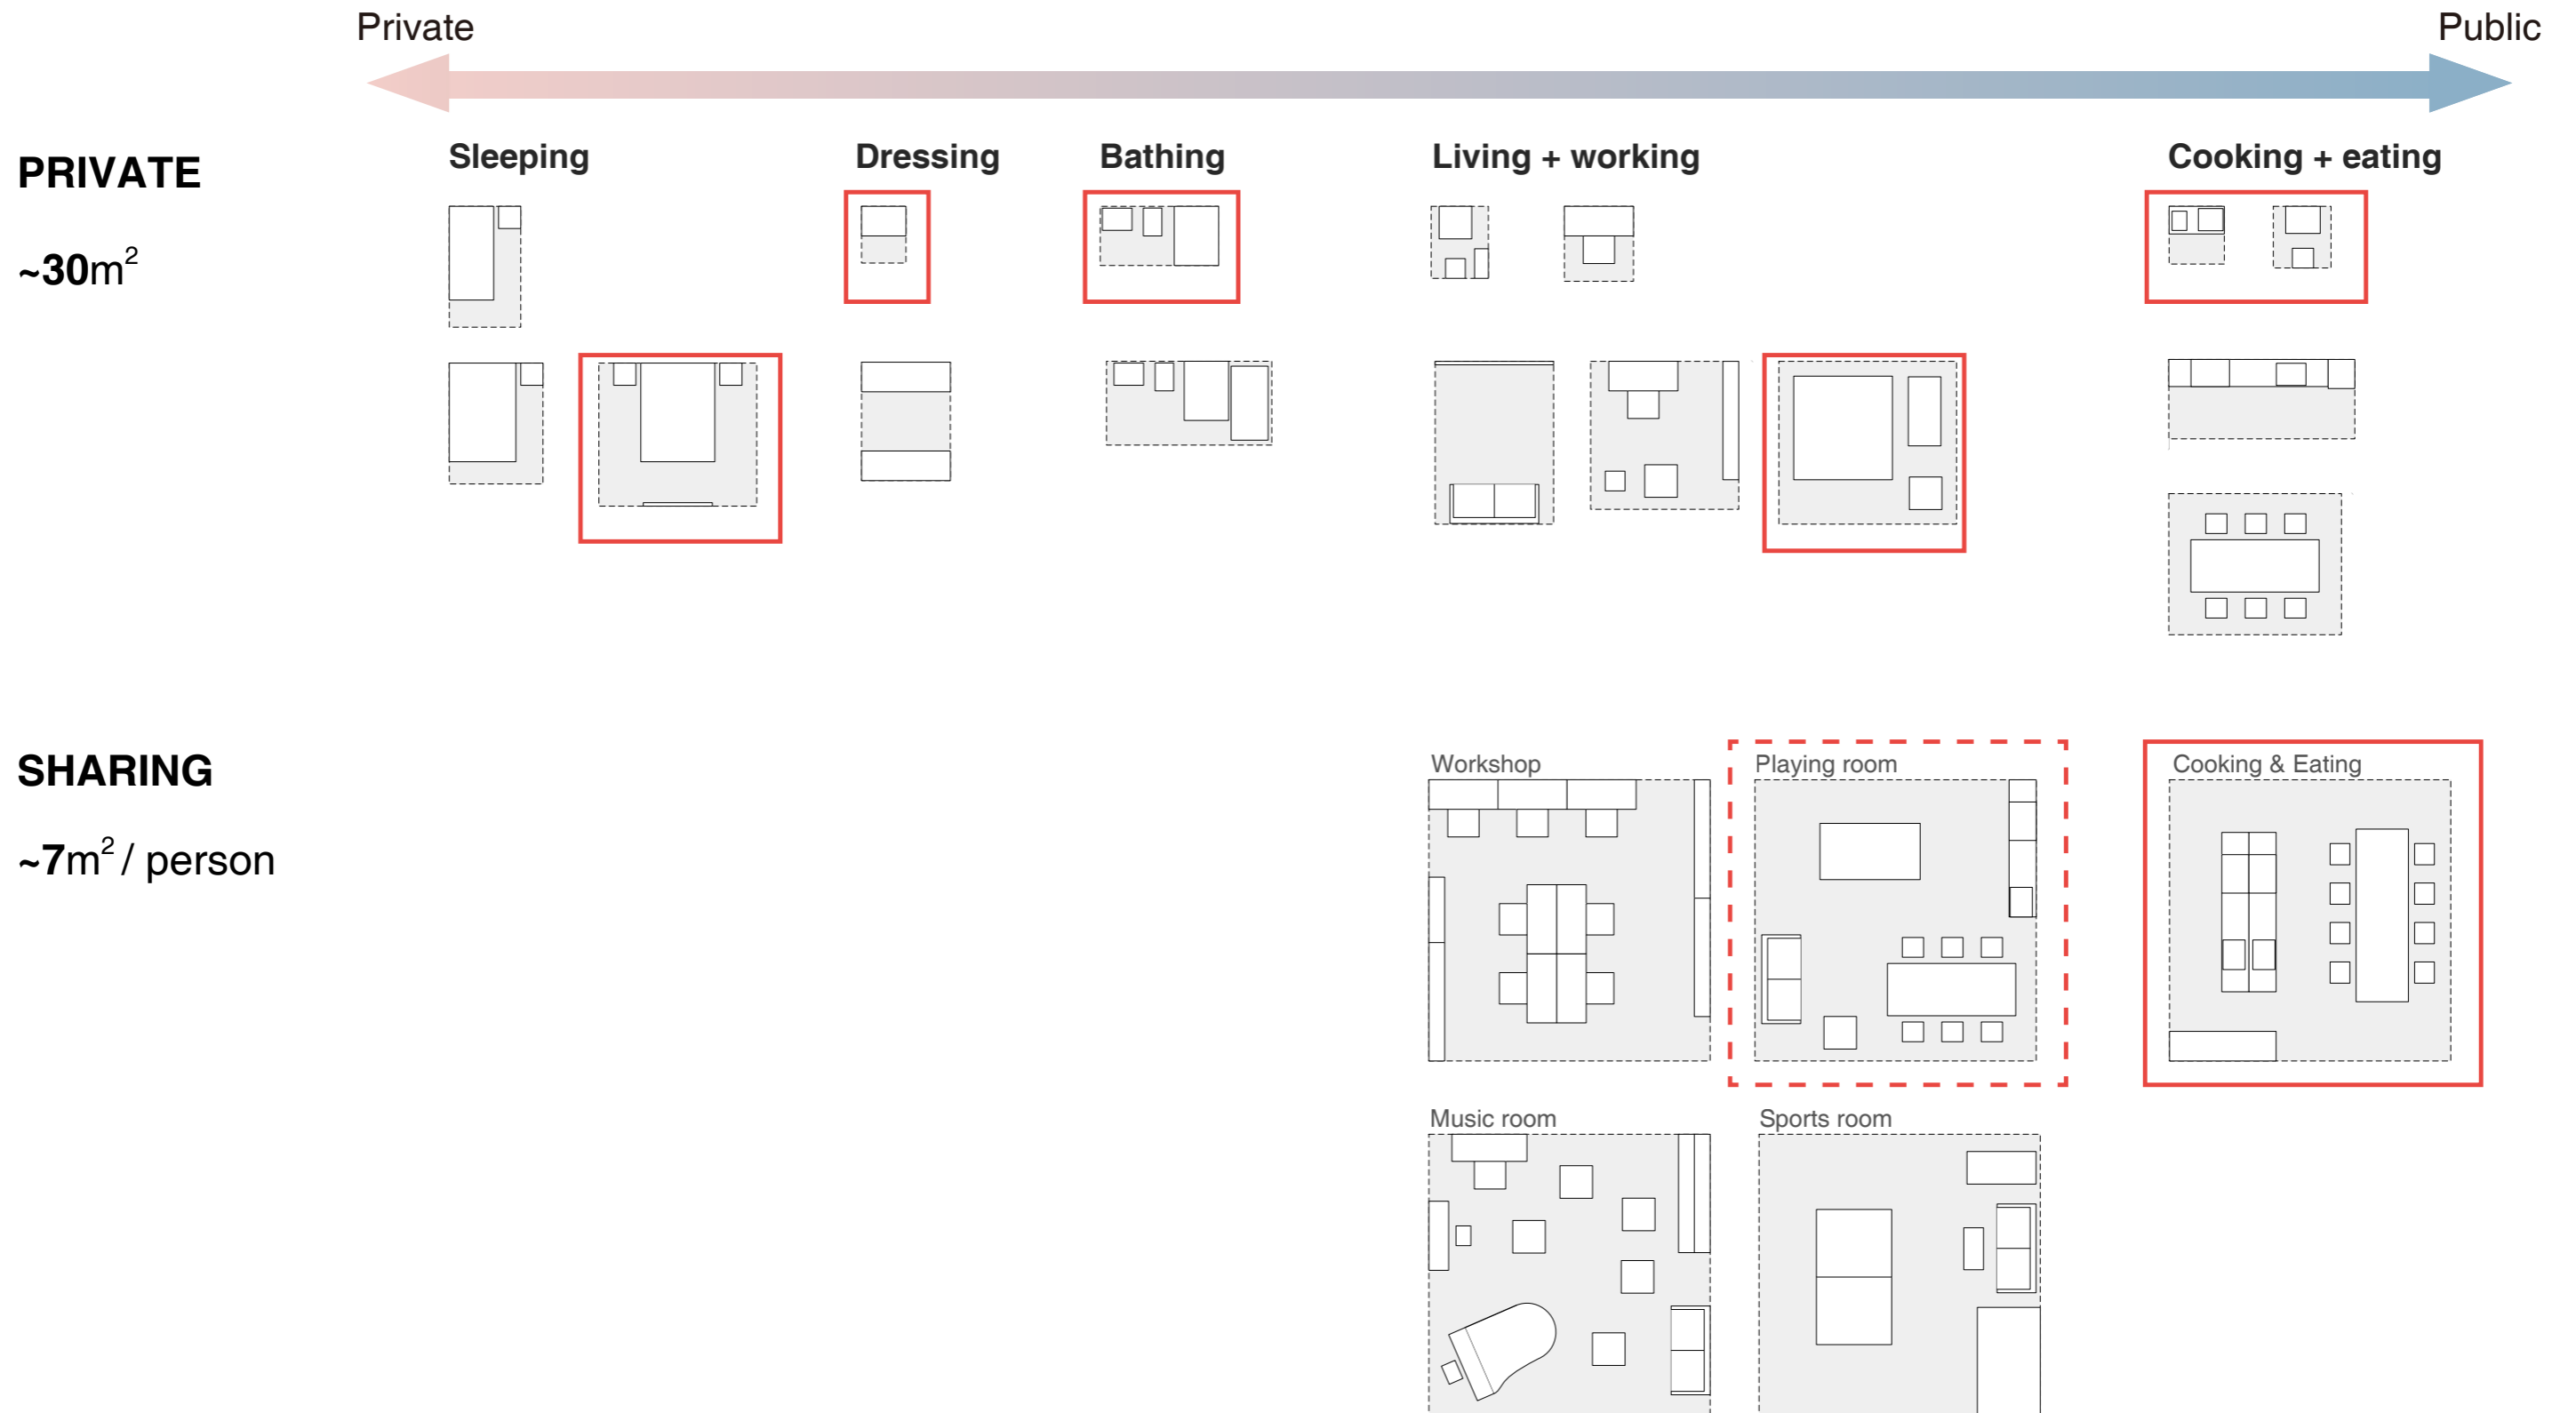 Private
Public
PRIVATE
Sleeping
Dressing
Bathing
Living + working
Cooking + eating
~30m²
SHARING
Workshop
Playing room
Cooking & Eating
~7m² / person
Music room
Sports room